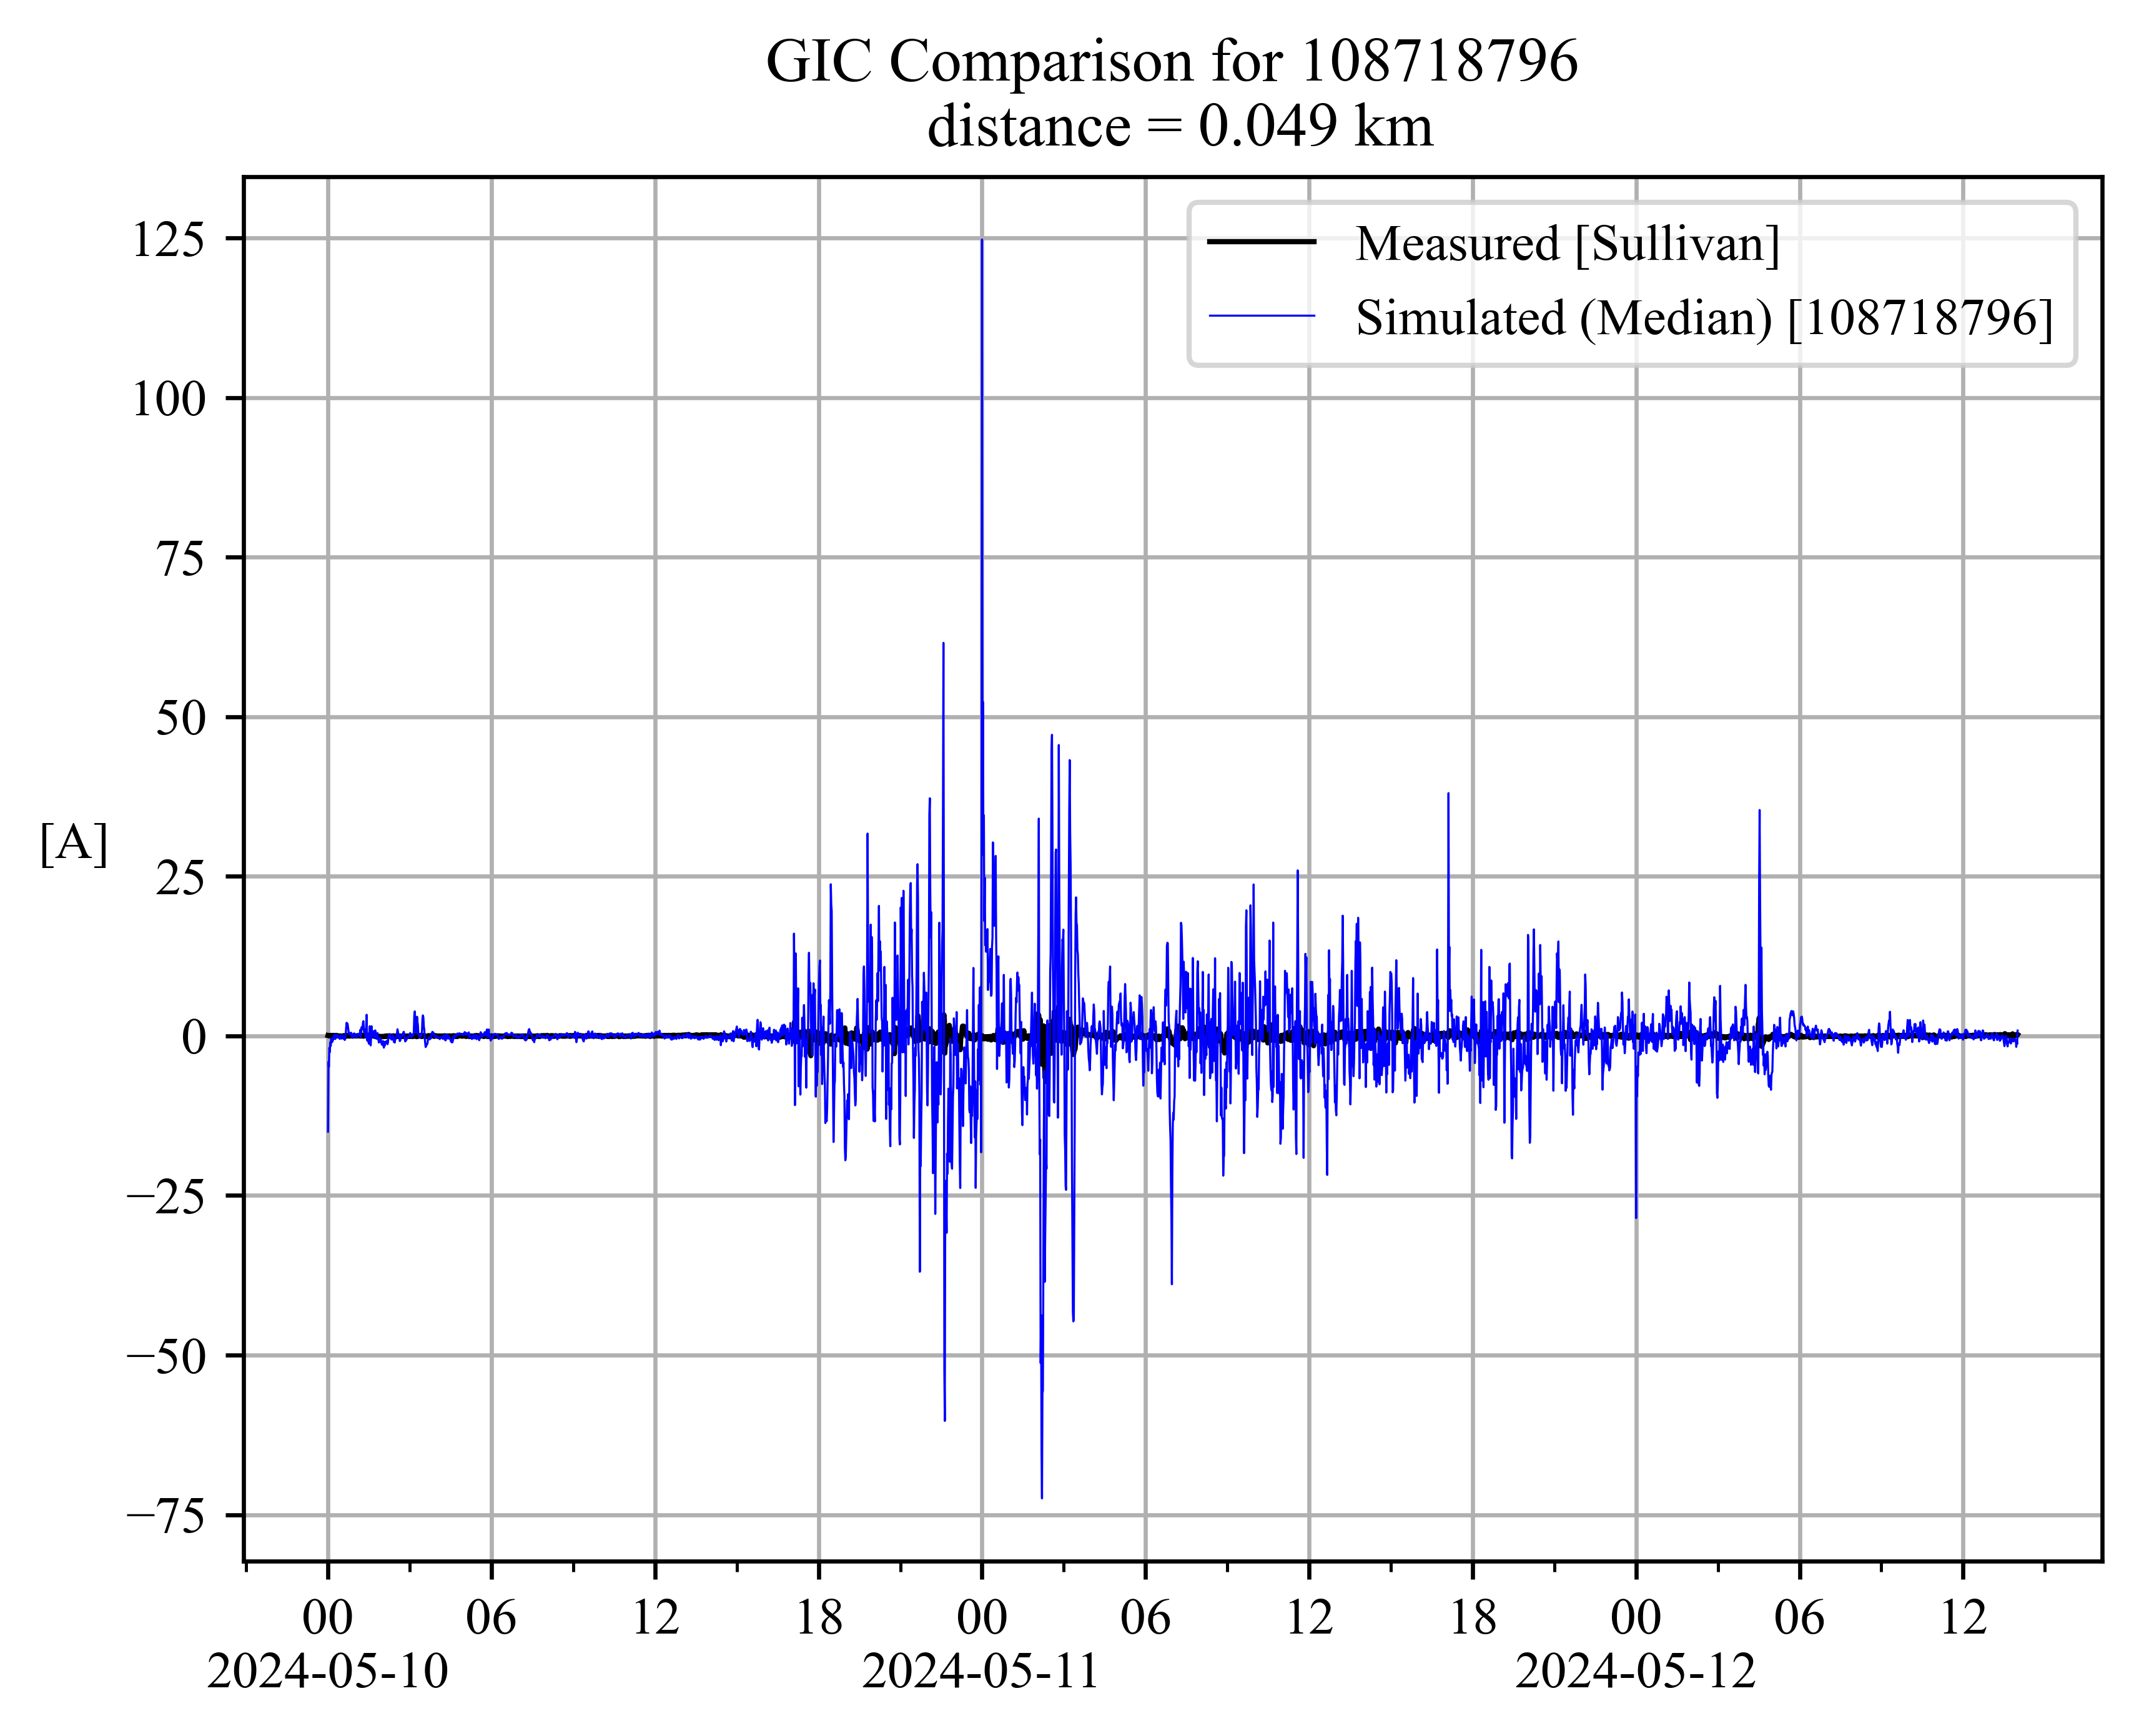 GIC Comparison for 108718796
distance = 0.049 km
Measured [Sullivan]
Simulated (Median) [108718796]
[A]
125
100
75
50
25
0
−25
−50
−75
00 06 12 18 00 06 12 18 00 06 12
2024-05-10 2024-05-11 2024-05-12